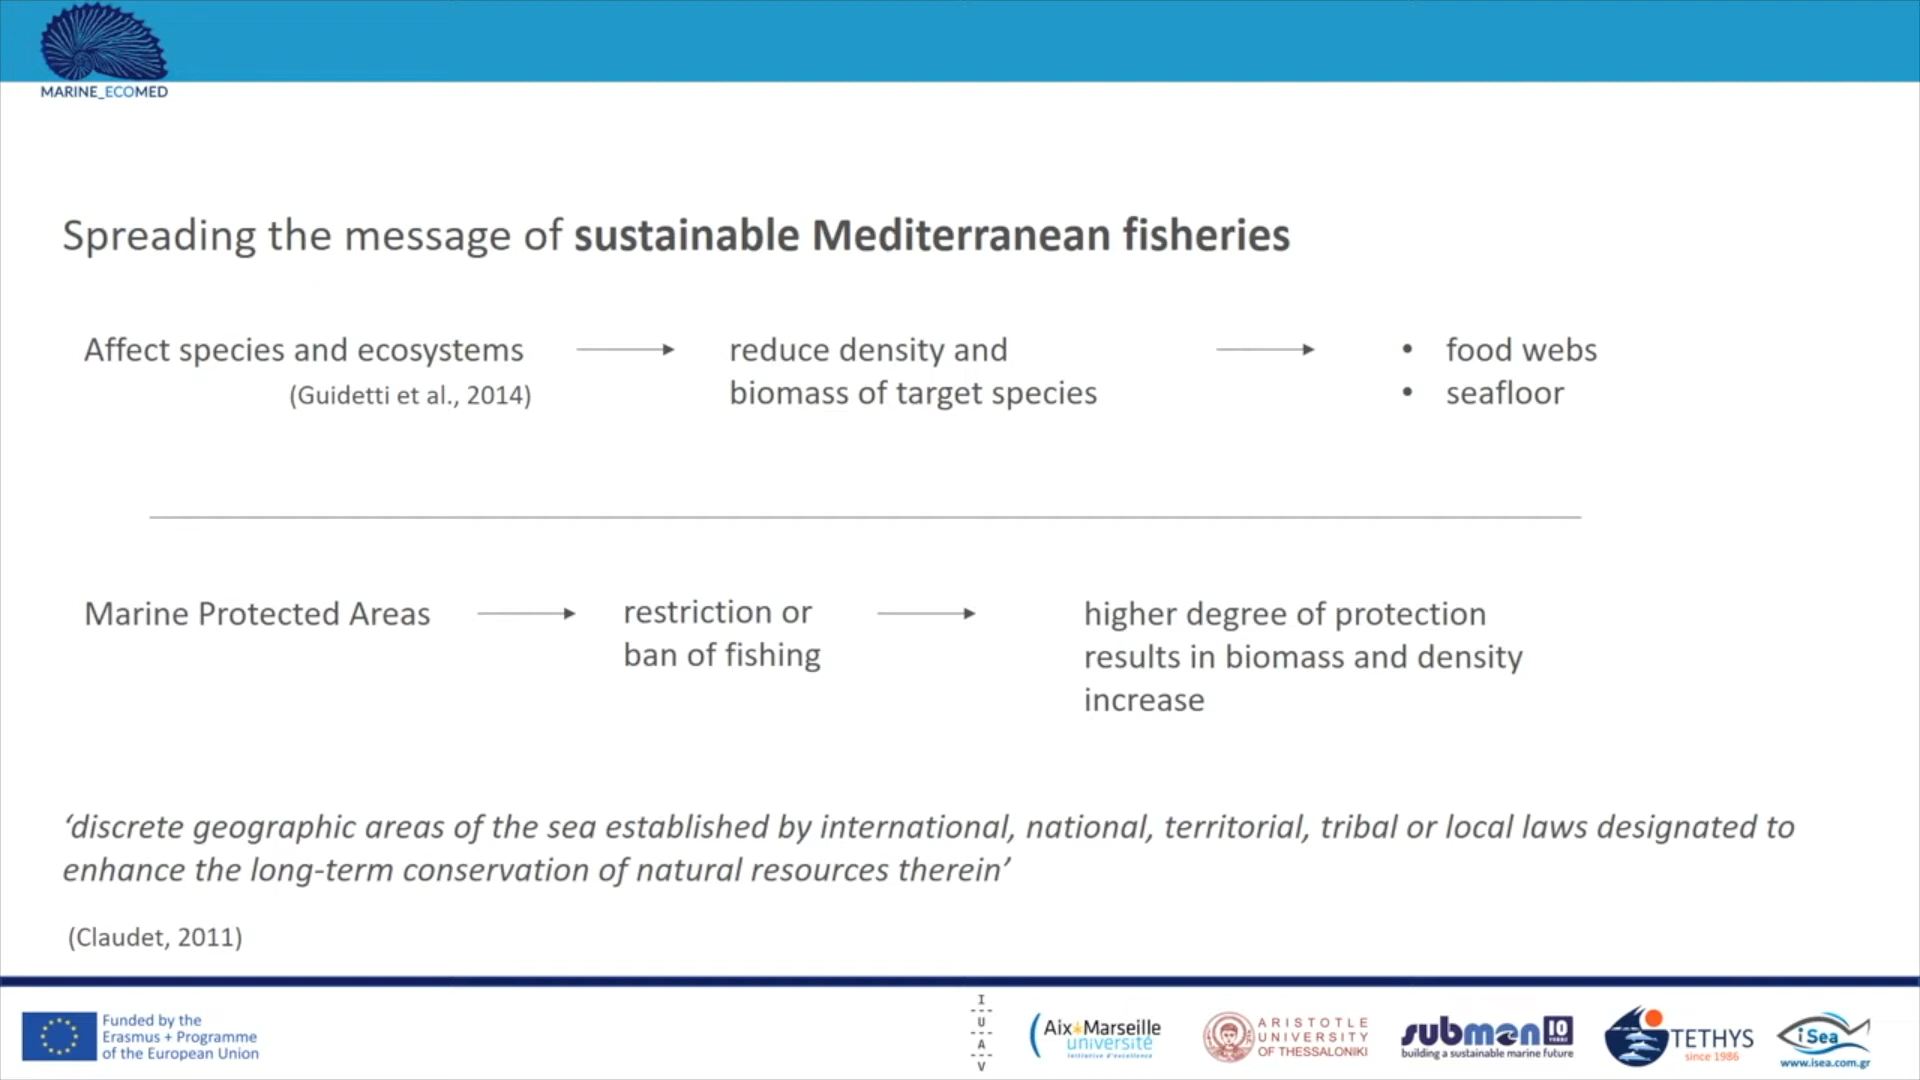 MARINE_ECOMED
Spreading the message of sustainable Mediterranean fisheries
Affect species and ecosystems
(Guidetti et al., 2014)
reduce density and
biomass of target species
• food webs
• seafloor
Marine Protected Areas
restriction or
ban of fishing
higher degree of protection
results in biomass and density
increase
‘discrete geographic areas of the sea established by international, national, territorial, tribal or local laws designated to
enhance the long-term conservation of natural resources therein’
(Claudet, 2011)
Funded by the
Erasmus + Programme
of the European Union
I
U
A
V
Aix*Marseille
université
initiative d'excellence
ARISTOTLE
UNIVERSITY
OF THESSALONIKI
submon 10
YEARS
building a sustainable marine future
TETHYS
since 1986
iSea
www.isea.com.gr